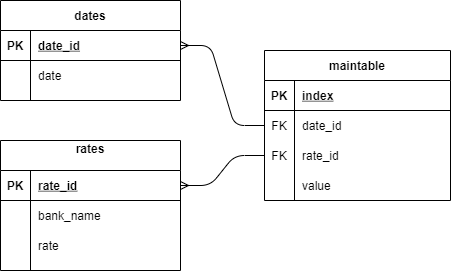 dates
PK date_id
date
rates
PK rate_id
bank_name
rate
maintable
PK index
FK date_id
FK rate_id
value